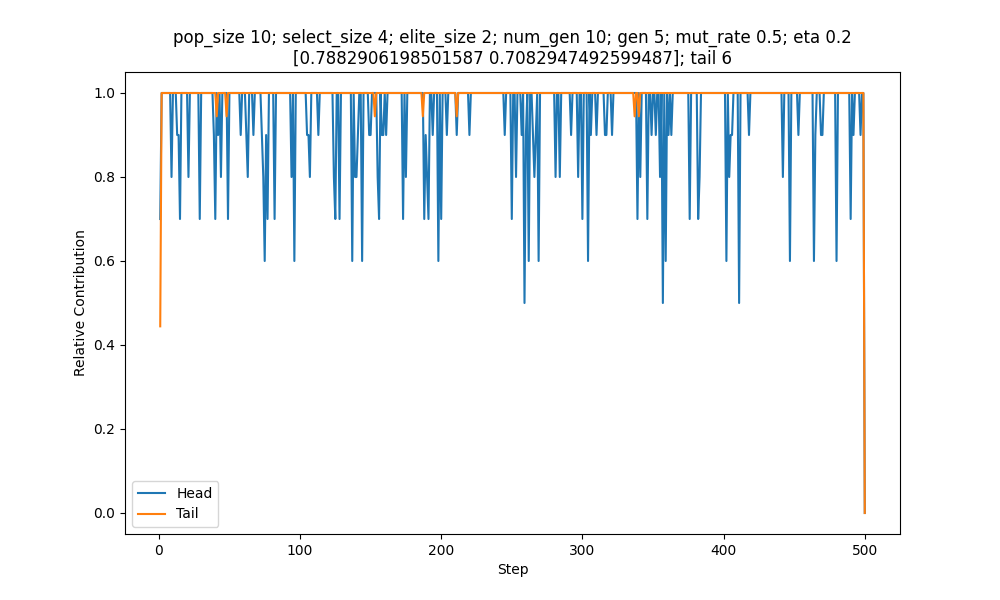 pop_size 10; select_size 4; elite_size 2; num_gen 10; gen 5; mut_rate 0.5; eta 0.2
[0.7882906198501587 0.7082947492599487]; tail 6
1.0
0.8
0.6
0.4
0.2
0.0
Relative Contribution
Head
Tail
0
100
200
300
400
500
Step